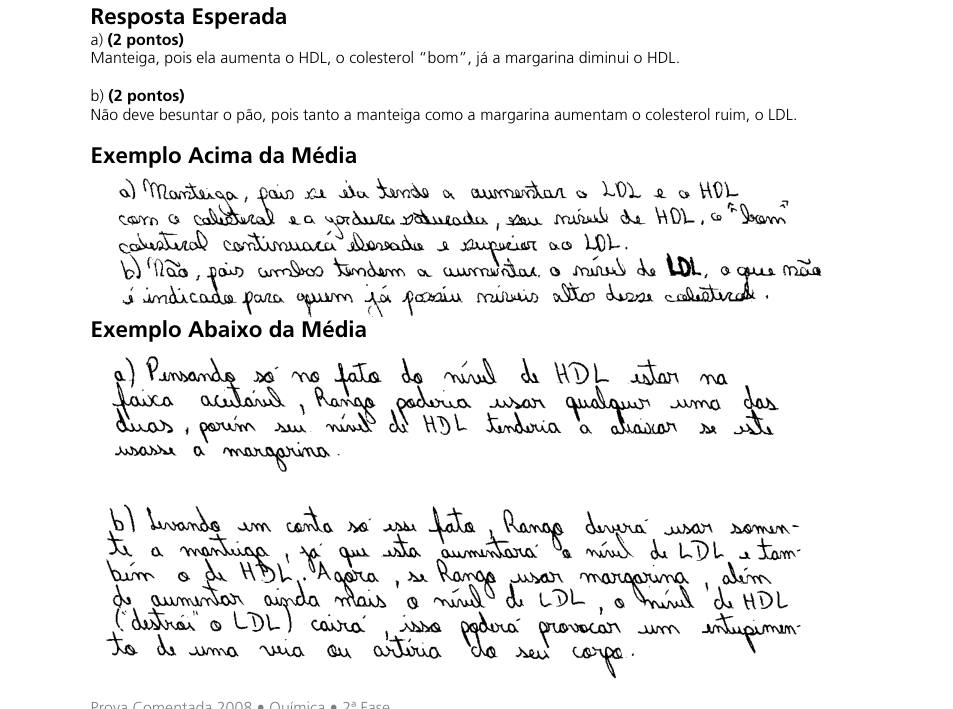 Resposta Esperada
a) (2 pontos)
Manteiga, pois ela aumenta o HDL, o colesterol “bom”, já a margarina diminui o HDL.
b) (2 pontos)
Não deve besuntar o pão, pois tanto a manteiga como a margarina aumentam o colesterol ruim, o LDL.
Exemplo Acima da Média
a) Manteiga, pois se ela tende a aumentar o LDL e o HDL
com o colesterol e a gordura saturada, seu nível de HDL, o "bom"
colesterol continuará elevado e superior ao LDL.
b) Não, pois ambos tendem a aumentar o nível de LDL, o que não
é indicado para quem já possui níveis altos desse colesterol.
Exemplo Abaixo da Média
a) Pensando só no fato do nível de HDL estar na
faixa acetável, Rango poderia usar qualquer uma das
duas, porém seu nível de HDL tenderia a abaixar se este
usasse a margarina.
b) Levando em conta só esse fato, Rango deverá usar somen-
te a manteiga, já que esta aumentará o nível de LDL e tam-
bém o de HDL. Agora, se Rango usar margarina, além
de aumentar ainda mais o nível de LDL, o nível de HDL
("destrói" o LDL) cairá, isso poderá provocar um entupimen-
to de uma veia ou artéria do seu corpo.
Prova Comentada 2008 • Química • 2ª Fase